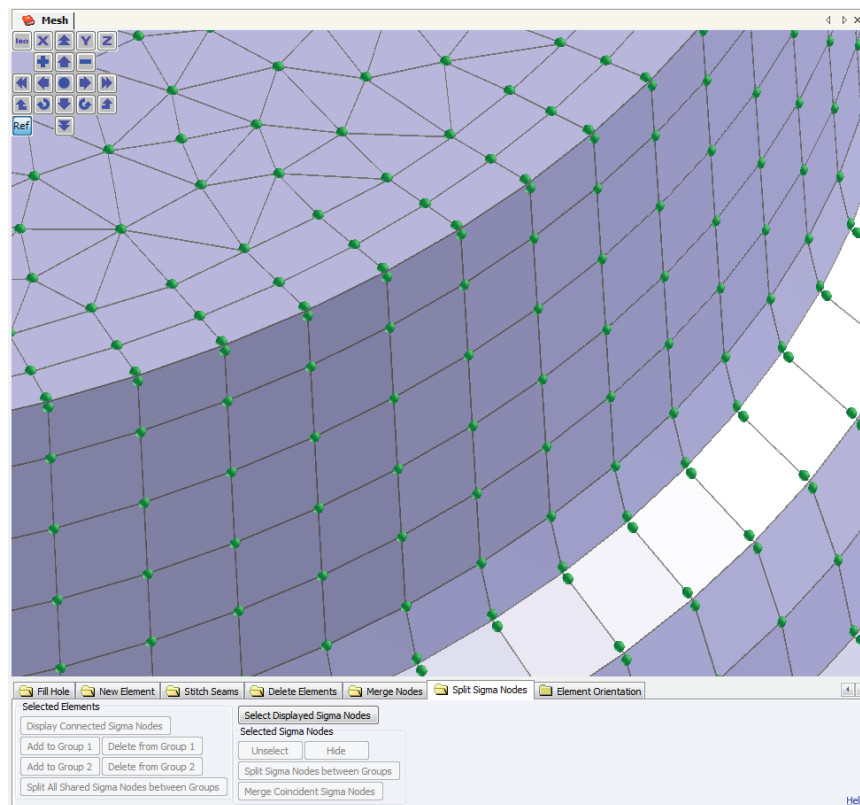 Mesh
Iso X Y Z
Ref
Fill Hole New Element Stitch Seams Delete Elements Merge Nodes Split Sigma Nodes Element Orientation
Selected Elements
Display Connected Sigma Nodes
Add to Group 1 Delete from Group 1
Add to Group 2 Delete from Group 2
Split All Shared Sigma Nodes between Groups
Select Displayed Sigma Nodes
Selected Sigma Nodes
Unselect Hide
Split Sigma Nodes between Groups
Merge Coincident Sigma Nodes